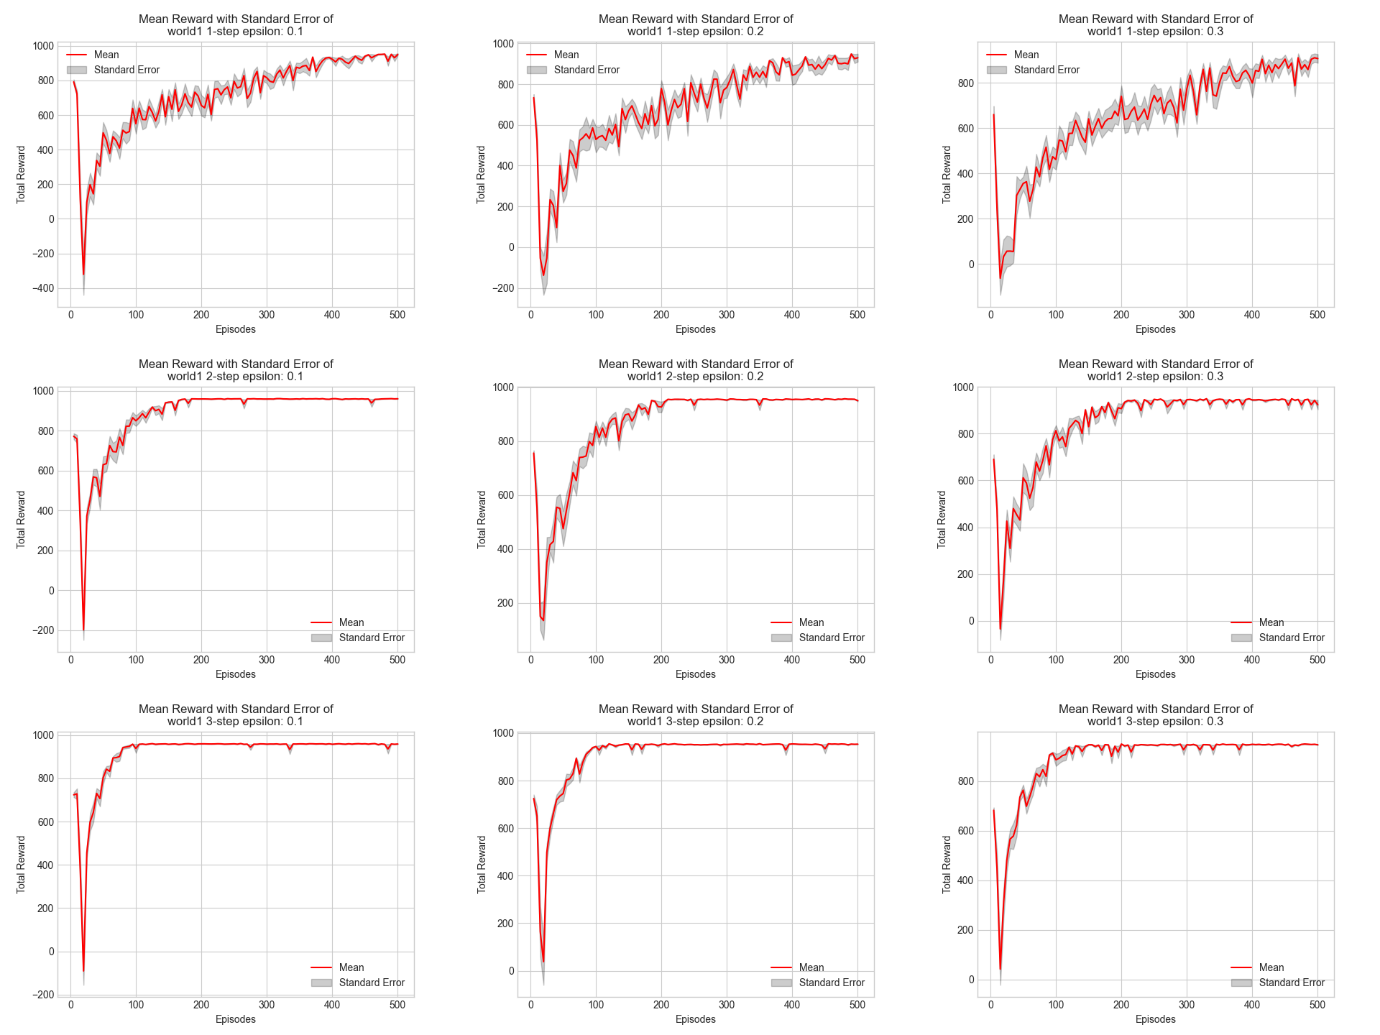 Mean Reward with Standard Error of
world1 1-step epsilon: 0.1
1000
800
600
400
200
0
−200
−400
Total Reward
Mean
Standard Error
0 100 200 300 400 500
Episodes
Mean Reward with Standard Error of
world1 1-step epsilon: 0.2
1000
800
600
400
200
0
−200
Total Reward
Mean
Standard Error
0 100 200 300 400 500
Episodes
Mean Reward with Standard Error of
world1 1-step epsilon: 0.3
800
600
400
200
0
Total Reward
Mean
Standard Error
0 100 200 300 400 500
Episodes
Mean Reward with Standard Error of
world1 2-step epsilon: 0.1
1000
800
600
400
200
0
−200
Total Reward
Mean
Standard Error
0 100 200 300 400 500
Episodes
Mean Reward with Standard Error of
world1 2-step epsilon: 0.2
1000
800
600
400
200
Total Reward
Mean
Standard Error
0 100 200 300 400 500
Episodes
Mean Reward with Standard Error of
world1 2-step epsilon: 0.3
1000
800
600
400
200
0
Total Reward
Mean
Standard Error
0 100 200 300 400 500
Episodes
Mean Reward with Standard Error of
world1 3-step epsilon: 0.1
1000
800
600
400
200
0
−200
Total Reward
Mean
Standard Error
0 100 200 300 400 500
Episodes
Mean Reward with Standard Error of
world1 3-step epsilon: 0.2
1000
800
600
400
200
0
Total Reward
Mean
Standard Error
0 100 200 300 400 500
Episodes
Mean Reward with Standard Error of
world1 3-step epsilon: 0.3
800
600
400
200
0
Total Reward
Mean
Standard Error
0 100 200 300 400 500
Episodes